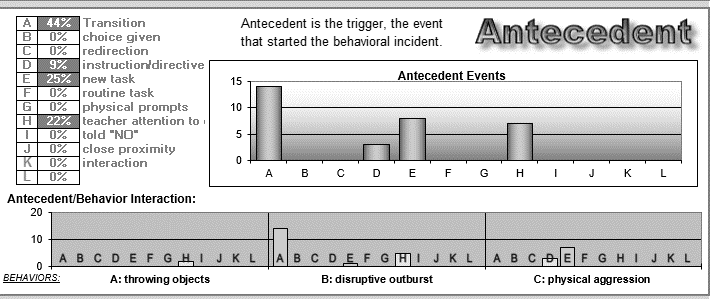 Antecedent is the trigger, the event
that started the behavioral incident.
Antecedent
A 44% Transition
B 0% choice given
C 0% redirection
D 9% instruction/directive
E 25% new task
F 0% routine task
G 0% physical prompts
H 22% teacher attention to
I 0% told "NO"
J 0% close proximity
K 0% interaction
L 0%
Antecedent Events
15
10
5
0
A B C D E F G H I J K L
Antecedent/Behavior Interaction:
20
10
0
A B C D E F G H I J K L A B C D E F G H I J K L A B C D E F G H I J K L
BEHAVIORS: A: throwing objects B: disruptive outburst C: physical aggression